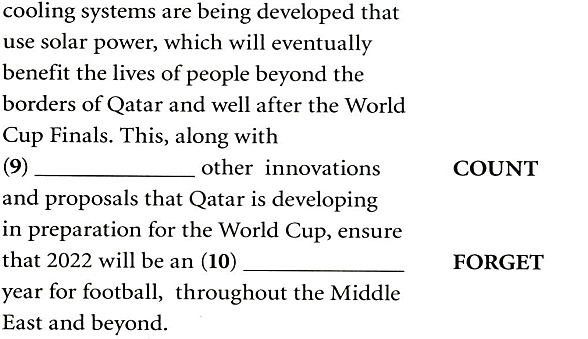 cooling systems are being developed that
use solar power, which will eventually
benefit the lives of people beyond the
borders of Qatar and well after the World
Cup Finals. This, along with
(9) _______________ other innovations COUNT
and proposals that Qatar is developing
in preparation for the World Cup, ensure
that 2022 will be an (10) _______________ FORGET
year for football, throughout the Middle
East and beyond.